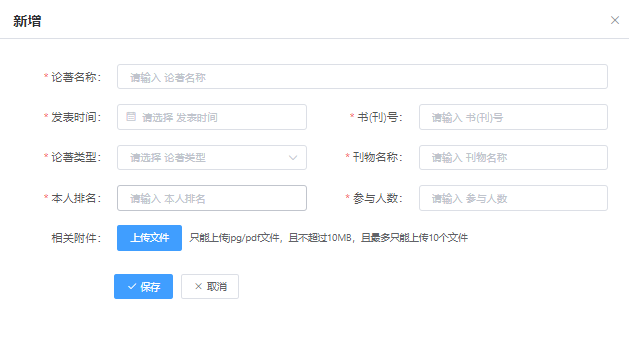 新增
* 论著名称: 请输入 论著名称
* 发表时间: 请选择 发表时间 * 书(刊)号: 请输入 书(刊)号
* 论著类型: 请选择 论著类型 * 刊物名称: 请输入 刊物名称
* 本人排名: 请输入 本人排名 * 参与人数: 请输入 参与人数
相关附件: 上传文件 只能上传jpg/pdf文件，且不超过10MB，且最多只能上传10个文件
保存 取消